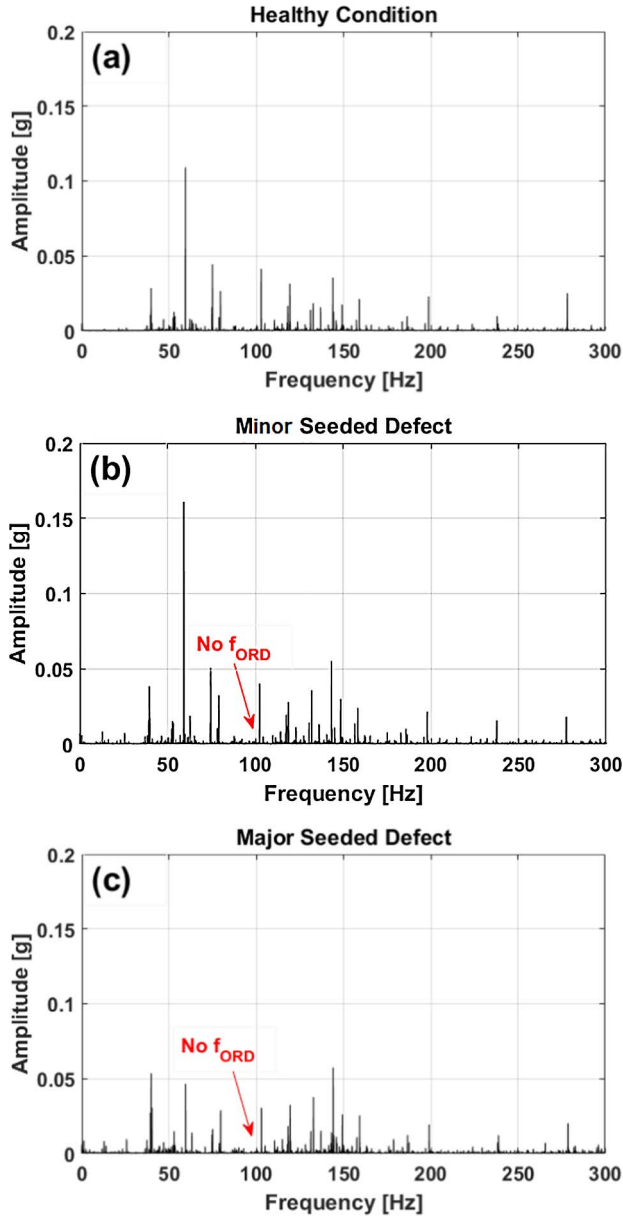 Healthy Condition
(a)
0.2
0.15
0.1
0.05
0
Amplitude [g]
0 50 100 150 200 250 300
Frequency [Hz]
Minor Seeded Defect
(b)
0.2
0.15
0.1
0.05
0
Amplitude [g]
No fORD
0 50 100 150 200 250 300
Frequency [Hz]
Major Seeded Defect
(c)
0.2
0.15
0.1
0.05
0
Amplitude [g]
No fORD
0 50 100 150 200 250 300
Frequency [Hz]